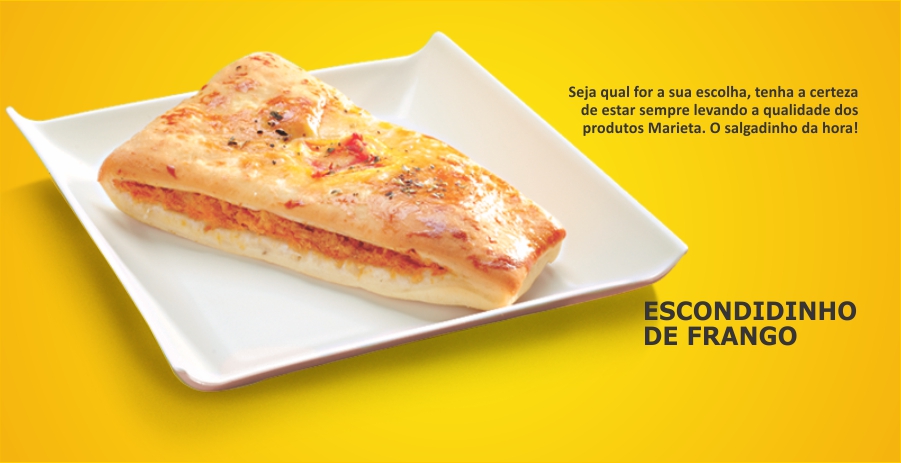 Seja qual for a sua escolha, tenha a certeza
de estar sempre levando a qualidade dos
produtos Marieta. O salgadinho da hora!
ESCONDIDINHO
DE FRANGO